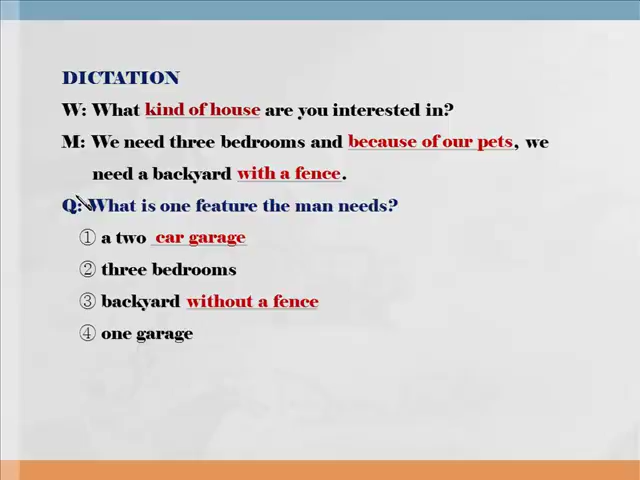 DICTATION
W: What kind of house are you interested in?
M: We need three bedrooms and because of our pets, we
need a backyard with a fence.
Q: What is one feature the man needs?
① a two car garage
② three bedrooms
③ backyard without a fence
④ one garage